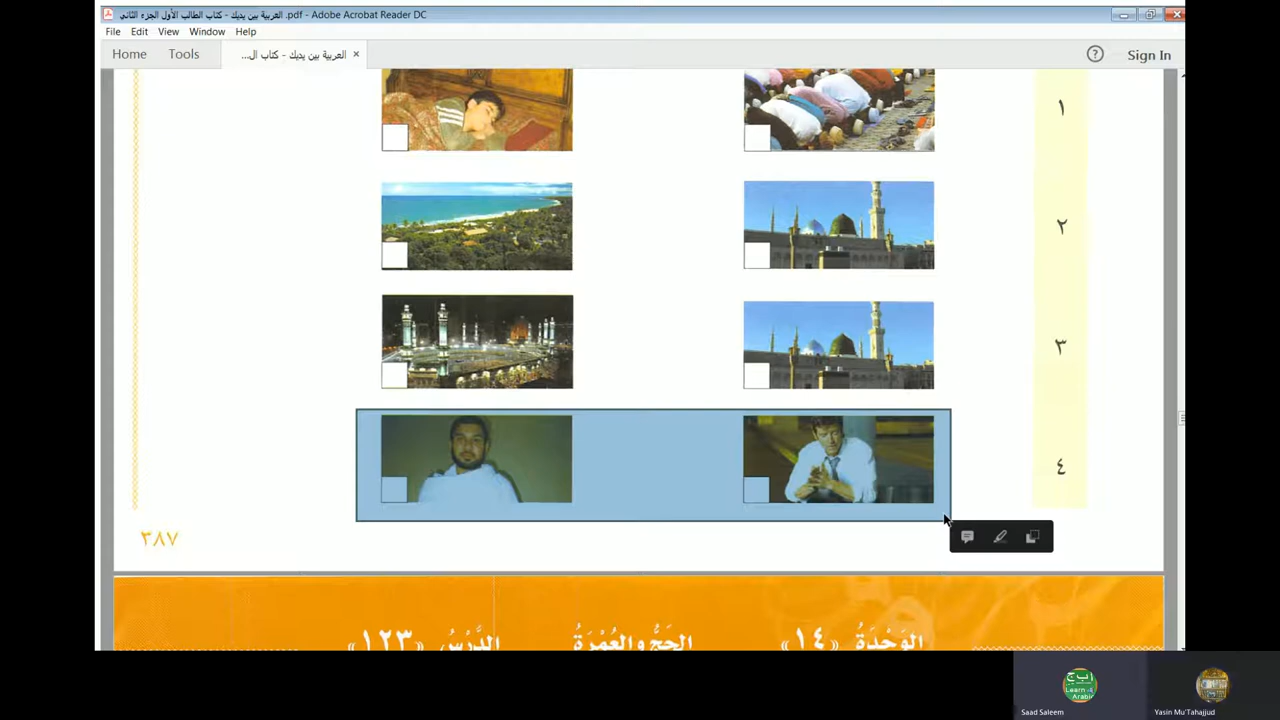 العربية بين يديك - كتاب الطالب الأول الجزء الثاني .pdf - Adobe Acrobat Reader DC
File Edit View Window Help
Home Tools العربية بين يديك - كتاب ال... × ? Sign In
١
٢
٣
٤
٣٨٧
الوَحْدَةُ «١٤» الحَجُّ والعُمْرَةُ الدَّرْسُ «١٢٣»
أ ب ج
Learn
Arabic
Saad Saleem
Yasin Mu'Tahajjud